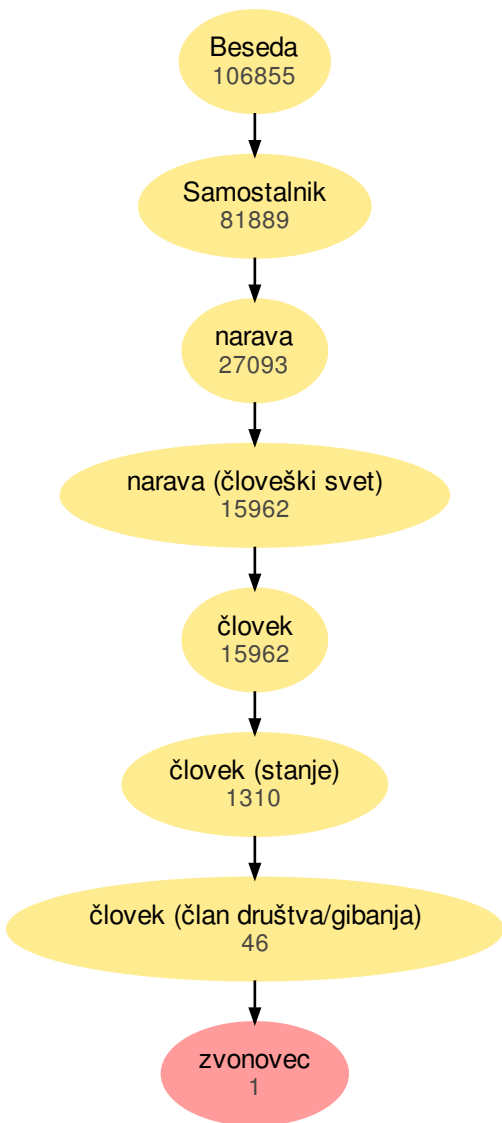 Beseda
106855
Samostalnik
81889
narava
27093
narava (človeški svet)
15962
človek
15962
človek (stanje)
1310
človek (član društva/gibanja)
46
zvonovec
1